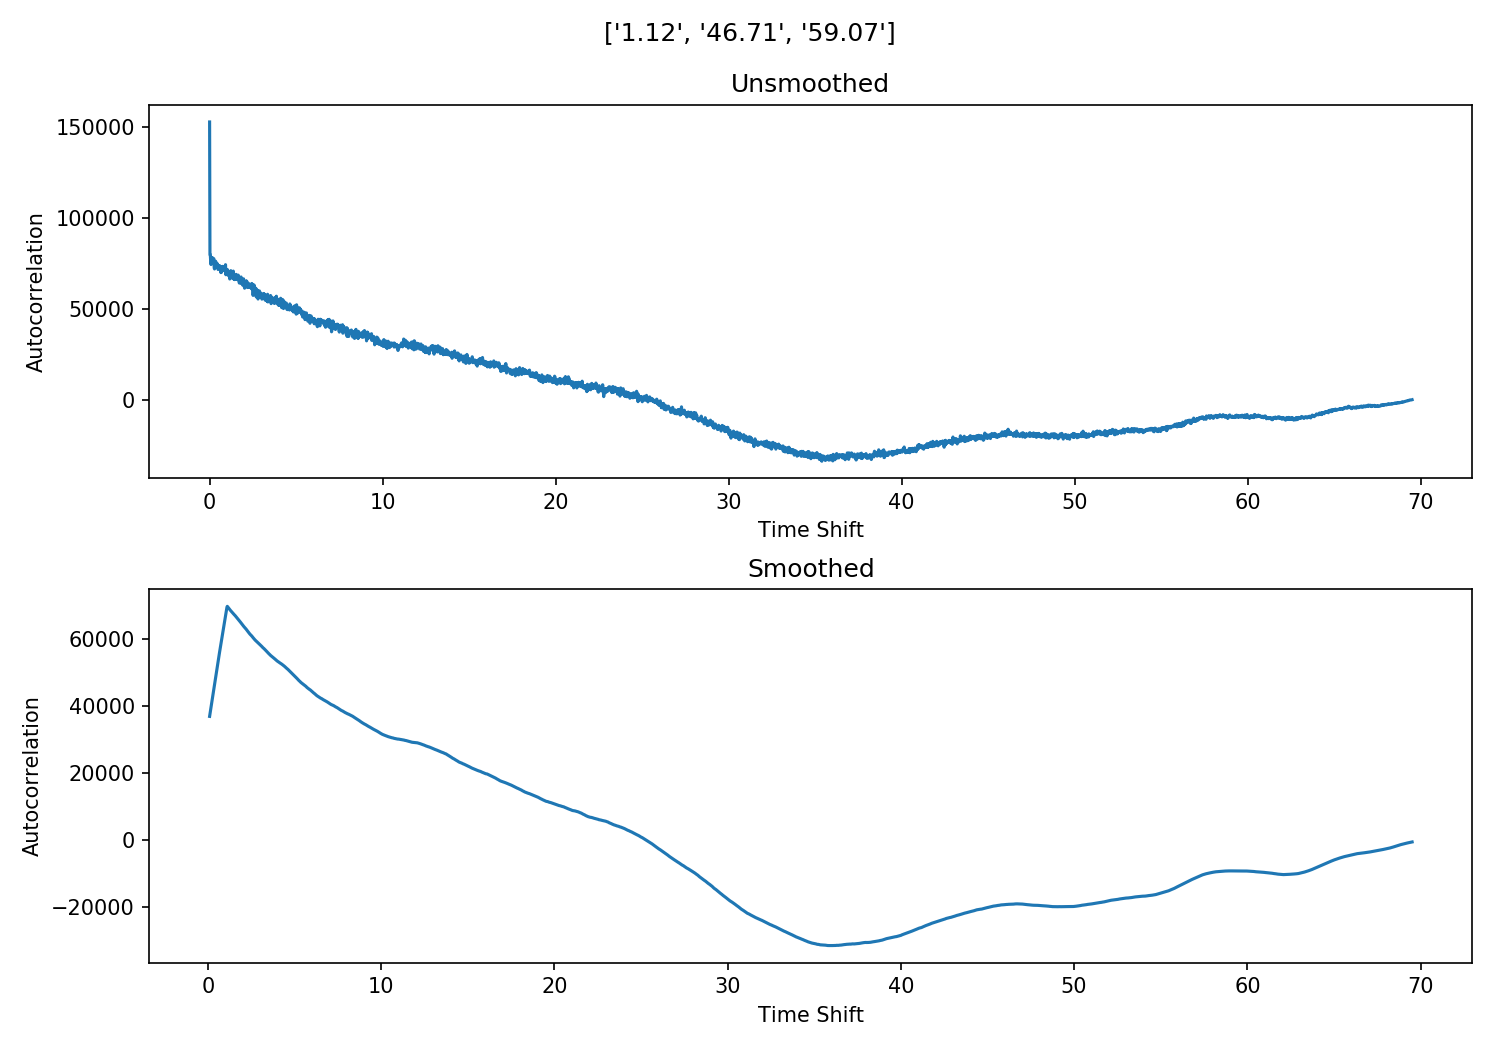 ['1.12', '46.71', '59.07']
Unsmoothed
150000
100000
50000
0
Autocorrelation
0 10 20 30 40 50 60 70
Time Shift
Smoothed
60000
40000
20000
0
−20000
Autocorrelation
0 10 20 30 40 50 60 70
Time Shift